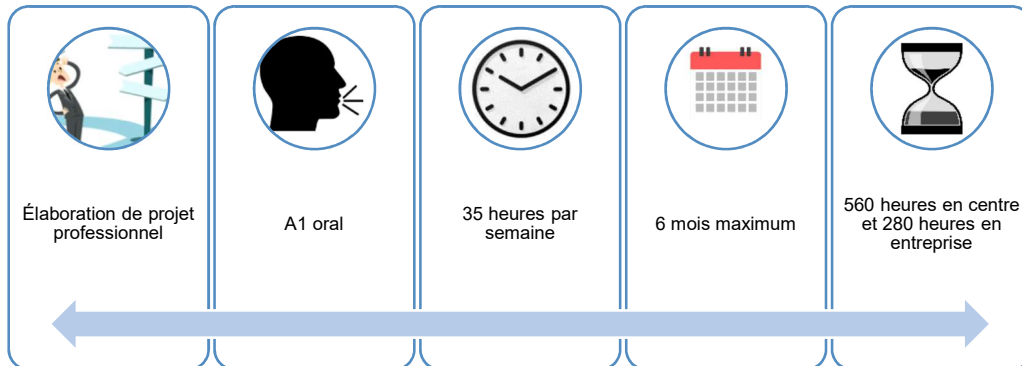 Élaboration de projet
professionnel
A1 oral
35 heures par
semaine
6 mois maximum
560 heures en centre
et 280 heures en
entreprise